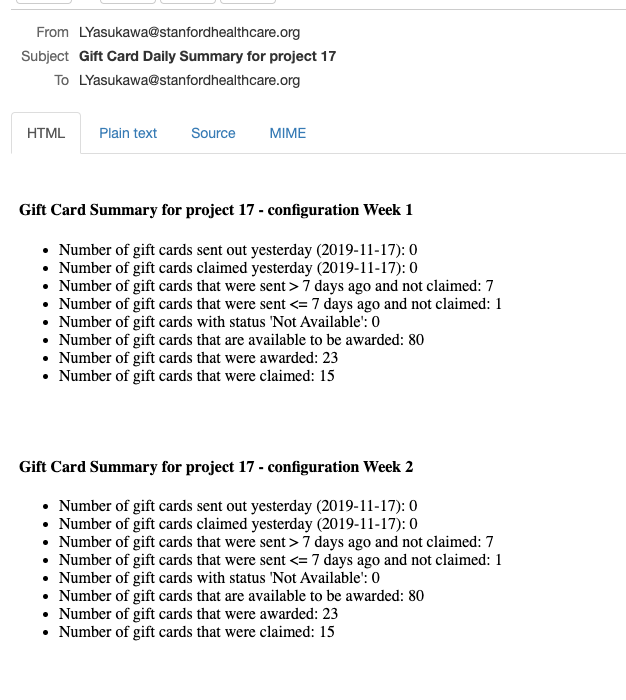 From LYasukawa@stanfordhealthcare.org
Subject Gift Card Daily Summary for project 17
To LYasukawa@stanfordhealthcare.org
HTML Plain text Source MIME
Gift Card Summary for project 17 - configuration Week 1
• Number of gift cards sent out yesterday (2019-11-17): 0
• Number of gift cards claimed yesterday (2019-11-17): 0
• Number of gift cards that were sent > 7 days ago and not claimed: 7
• Number of gift cards that were sent <= 7 days ago and not claimed: 1
• Number of gift cards with status 'Not Available': 0
• Number of gift cards that are available to be awarded: 80
• Number of gift cards that were awarded: 23
• Number of gift cards that were claimed: 15
Gift Card Summary for project 17 - configuration Week 2
• Number of gift cards sent out yesterday (2019-11-17): 0
• Number of gift cards claimed yesterday (2019-11-17): 0
• Number of gift cards that were sent > 7 days ago and not claimed: 7
• Number of gift cards that were sent <= 7 days ago and not claimed: 1
• Number of gift cards with status 'Not Available': 0
• Number of gift cards that are available to be awarded: 80
• Number of gift cards that were awarded: 23
• Number of gift cards that were claimed: 15